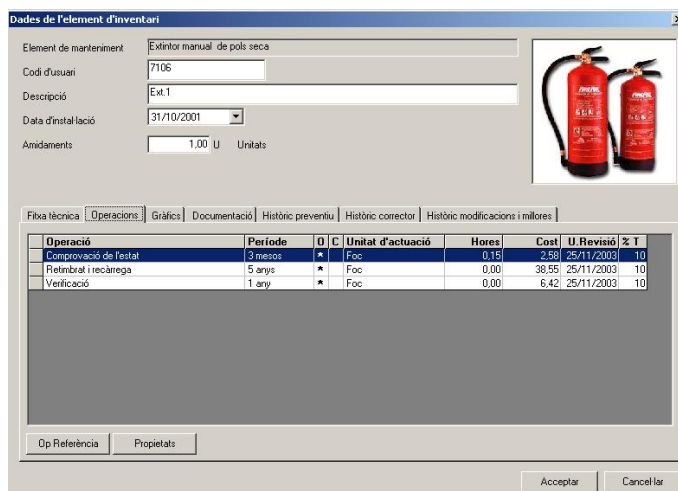 Dades de l'element d'inventari
Element de manteniment Extintor manual de pols seca
Codi d'usuari 7106
Descripció Ext.1
Data d'instal·lació 31/10/2001
Amidaments 1,00 U Unitats
Fitxa tècnica Operacions Gràfics Documentació Històric preventiu Històric corrector Històric modificacions i millores
Operació Període O C Unitat d'actuació Hores Cost U.Revisió % T
Comprovació de l'estat 3 mesos * Foc 0,15 2,58 25/11/2003 10
Retimbrat i recàrrega 5 anys * Foc 0,00 38,55 25/11/2003 10
Verificació 1 any * Foc 0,00 6,42 25/11/2003 10
Op Referència Propietats
Acceptar Cancel·lar